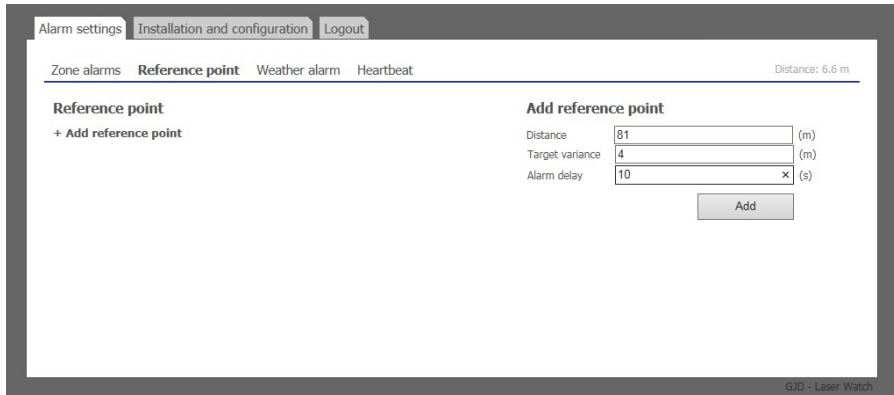 Alarm settings Installation and configuration Logout
Zone alarms Reference point Weather alarm Heartbeat Distance: 6.6 m
Reference point
+ Add reference point
Add reference point
Distance 81 (m)
Target variance 4 (m)
Alarm delay 10 × (s)
Add
GJD - Laser Watch